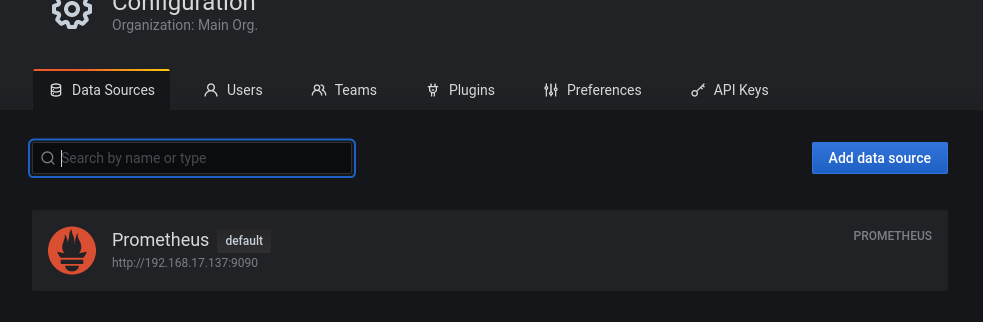 Configuration
Organization: Main Org.
Data Sources Users Teams Plugins Preferences API Keys
Search by name or type
Add data source
Prometheus default
PROMETHEUS
http://192.168.17.137:9090